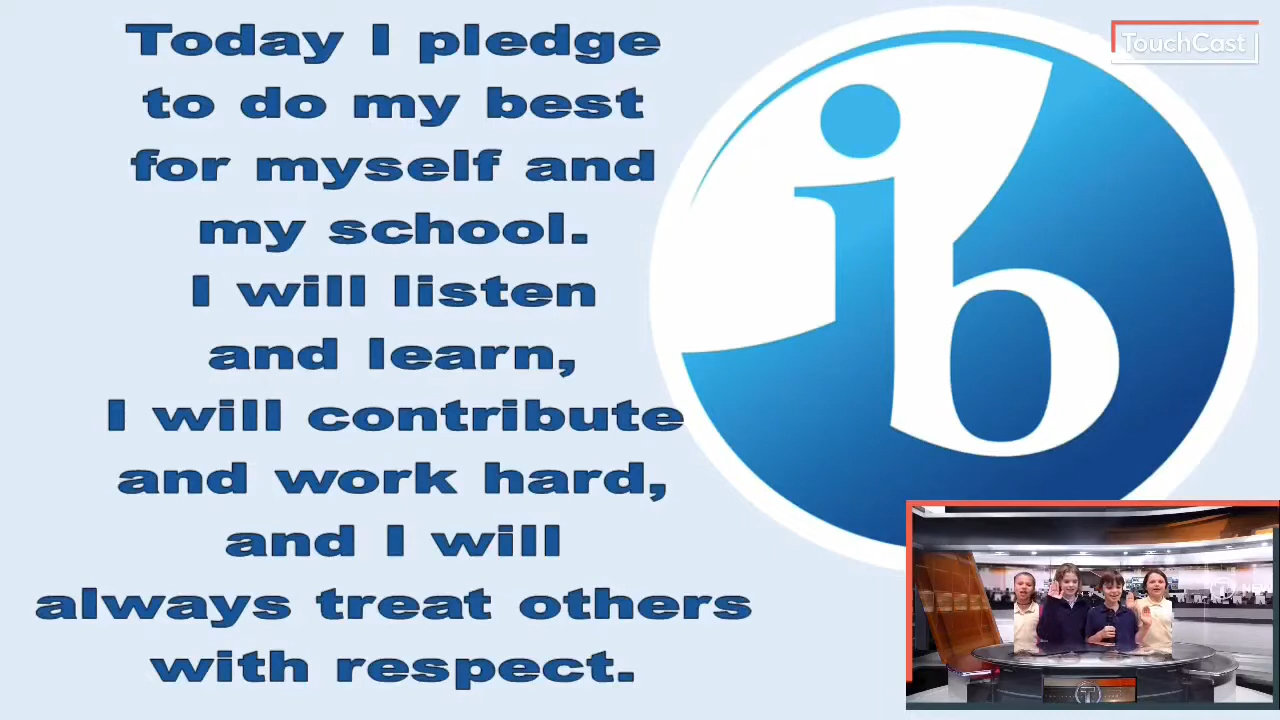 Today I pledge
to do my best
for myself and
my school.
I will listen
and learn,
I will contribute
and work hard,
and I will
always treat others
with respect.
ib
TouchCast